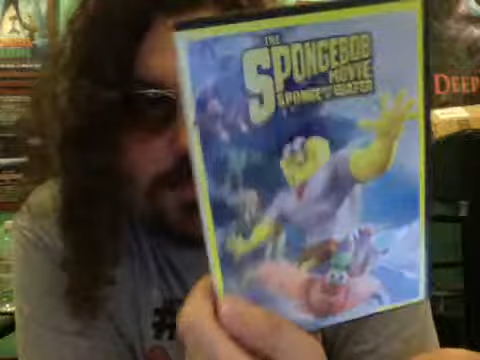 THE
SPONGEBOB
MOVIE
SPONGE OUT OF WATER
DEEP
#